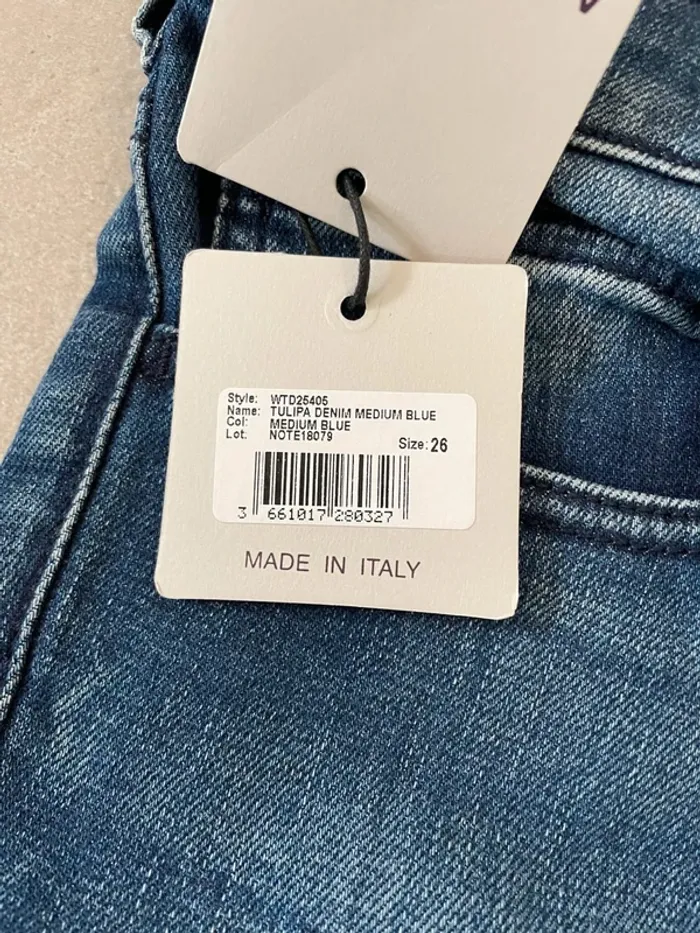 Style: WTD25405
Name: TULIPA DENIM MEDIUM BLUE
Col: MEDIUM BLUE
Lot: NOTE18079
Size: 26
3 661017 280327
MADE IN ITALY